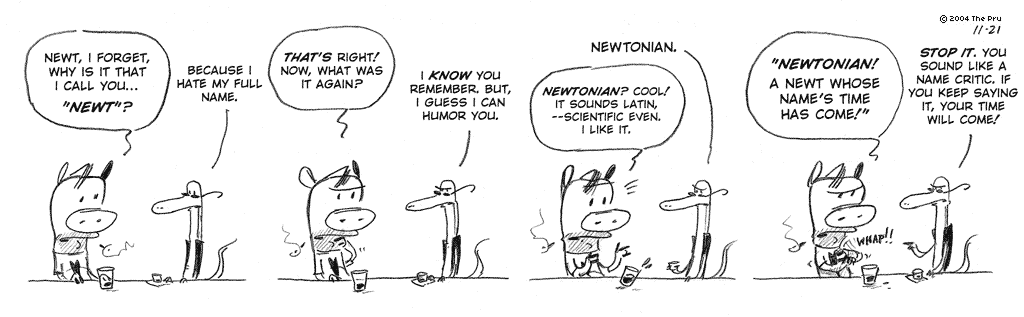 © 2004 The Pru
11-21
NEWT, I FORGET,
WHY IS IT THAT
I CALL YOU...
"NEWT"?
BECAUSE I
HATE MY FULL
NAME.
THAT'S RIGHT!
NOW, WHAT WAS
IT AGAIN?
I KNOW YOU
REMEMBER. BUT,
I GUESS I CAN
HUMOR YOU.
NEWTONIAN.
NEWTONIAN? COOL!
IT SOUNDS LATIN,
--SCIENTIFIC EVEN.
I LIKE IT.
"NEWTONIAN!
A NEWT WHOSE
NAME'S TIME
HAS COME!"
STOP IT. YOU
SOUND LIKE A
NAME CRITIC. IF
YOU KEEP SAYING
IT, YOUR TIME
WILL COME!
WHAP!!